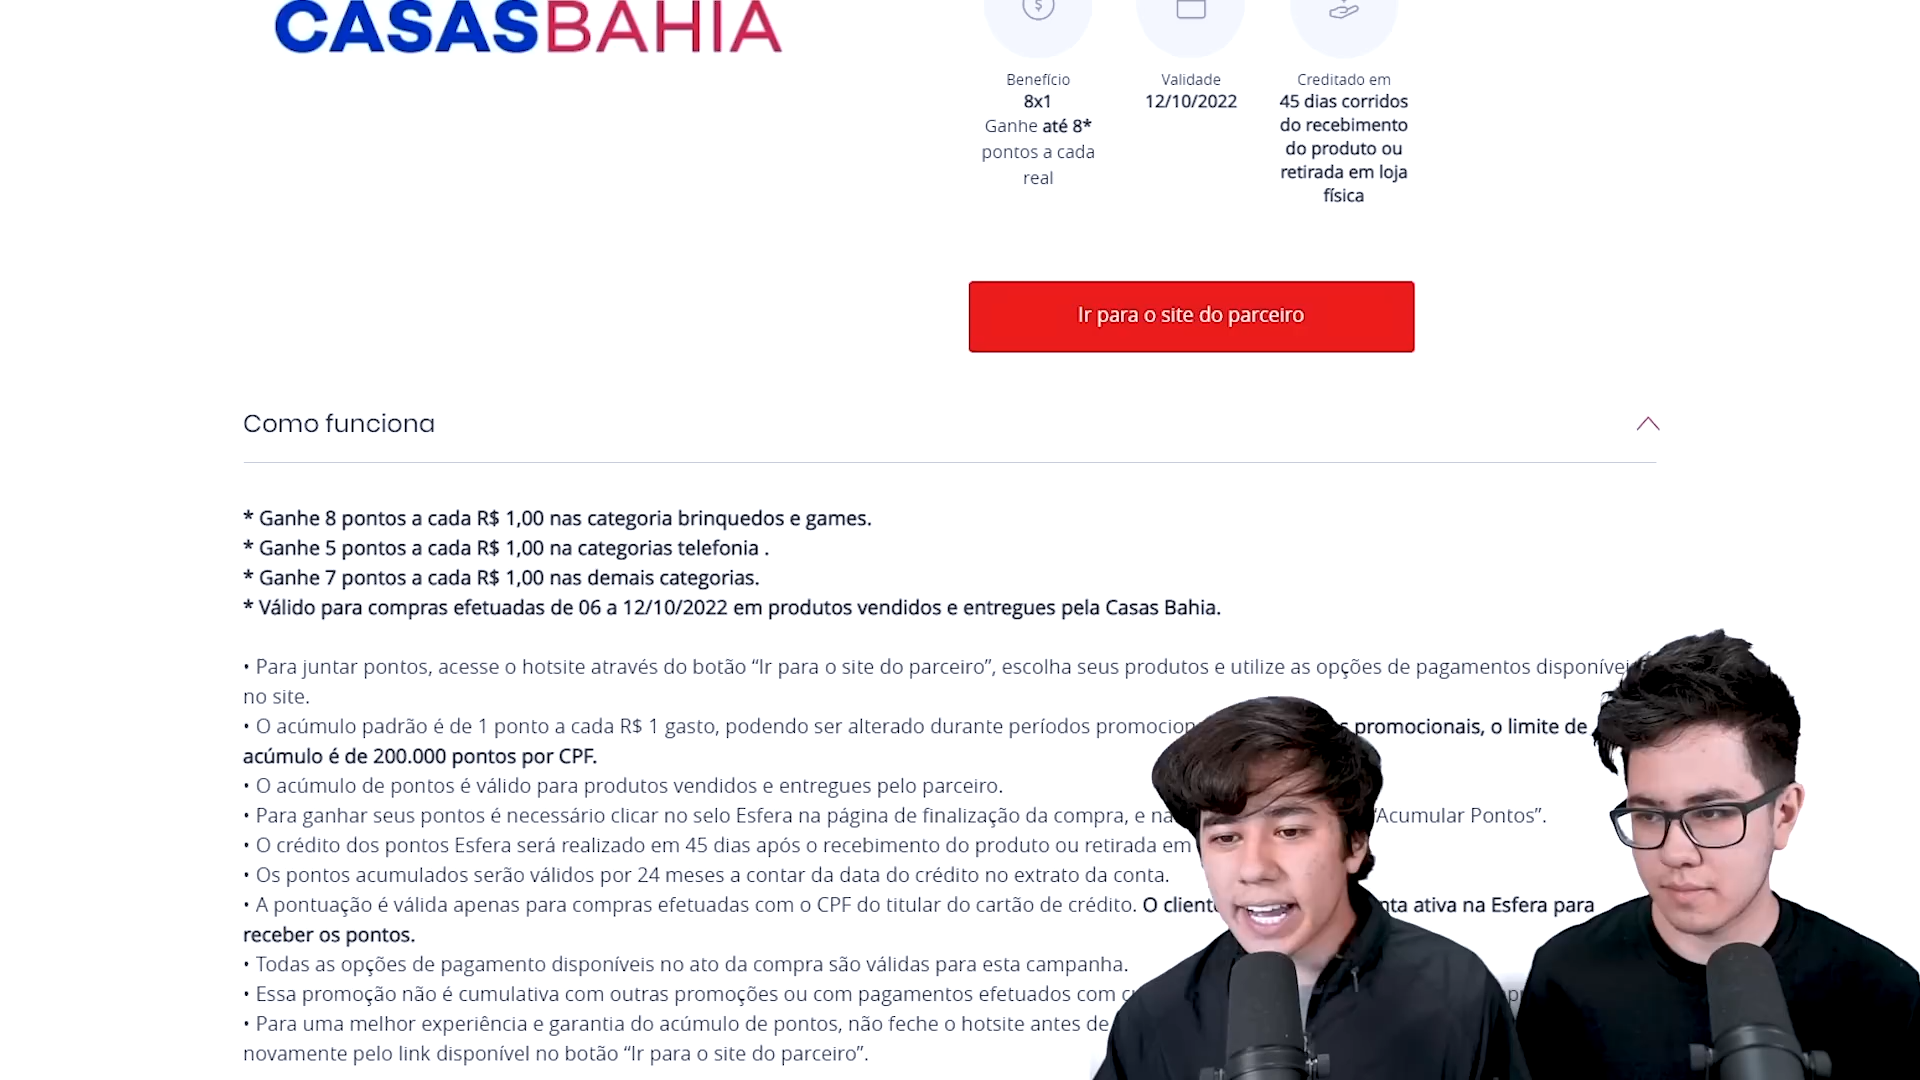 CASASBAHIA
Benefício
8x1
Ganhe até 8*
pontos a cada
real
Validade
12/10/2022
Creditado em
45 dias corridos
do recebimento
do produto ou
retirada em loja
física
Ir para o site do parceiro
Como funciona
* Ganhe 8 pontos a cada R$ 1,00 nas categoria brinquedos e games.
* Ganhe 5 pontos a cada R$ 1,00 na categorias telefonia .
* Ganhe 7 pontos a cada R$ 1,00 nas demais categorias.
* Válido para compras efetuadas de 06 a 12/10/2022 em produtos vendidos e entregues pela Casas Bahia.
• Para juntar pontos, acesse o hotsite através do botão “Ir para o site do parceiro”, escolha seus produtos e utilize as opções de pagamentos
no site.
• O acúmulo padrão é de 1 ponto a cada R$ 1 gasto, podendo ser alterado durante períodos promocionais, o limite de
acúmulo é de 200.000 pontos por CPF.
• O acúmulo de pontos é válido para produtos vendidos e entregues pelo parceiro.
• Para ganhar seus pontos é necessário clicar no selo Esfera na página de finalização da compra, e “Acumular Pontos”.
• O crédito dos pontos Esfera será realizado em 45 dias após o recebimento do produto ou retirada em
• Os pontos acumulados serão válidos por 24 meses a contar da data do crédito no extrato da conta.
• A pontuação é válida apenas para compras efetuadas com o CPF do titular do cartão de crédito. O ativa na Esfera para
receber os pontos.
• Todas as opções de pagamento disponíveis no ato da compra são válidas para esta campanha.
• Essa promoção não é cumulativa com outras promoções ou com pagamentos efetuados com
• Para uma melhor experiência e garantia do acúmulo de pontos, não feche o hotsite antes de
novamente pelo link disponível no botão “Ir para o site do parceiro”.